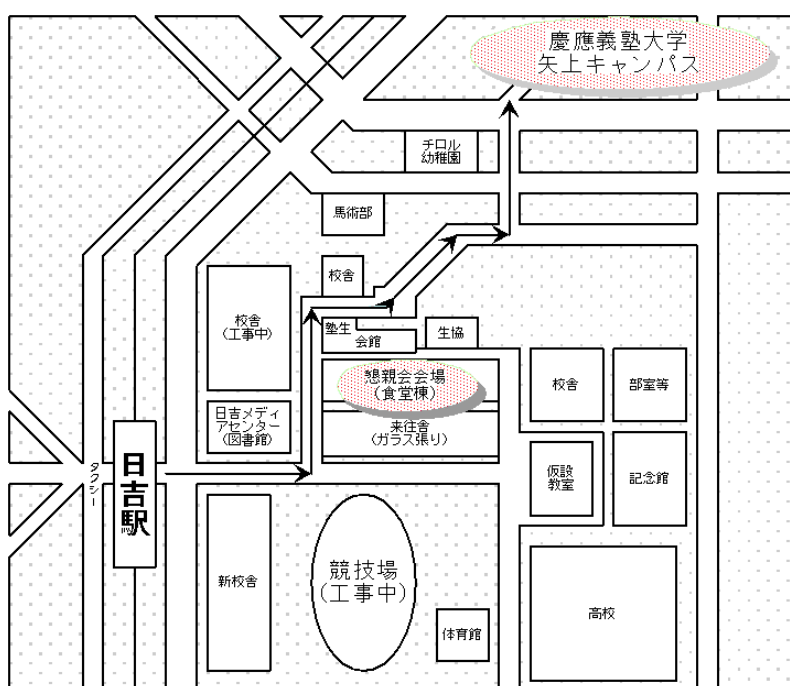 慶應義塾大学
矢上キャンパス
チロル
幼稚園
馬術部
校舎
校舎
(工事中)
塾生
会館
生協
懇親会会場
(食堂棟)
校舎
部室等
日吉メディ
アセンター
(図書館)
来往舎
(ガラス張り)
日吉駅
タクシー
仮設
教室
記念館
新校舎
競技場
(工事中)
体育館
高校